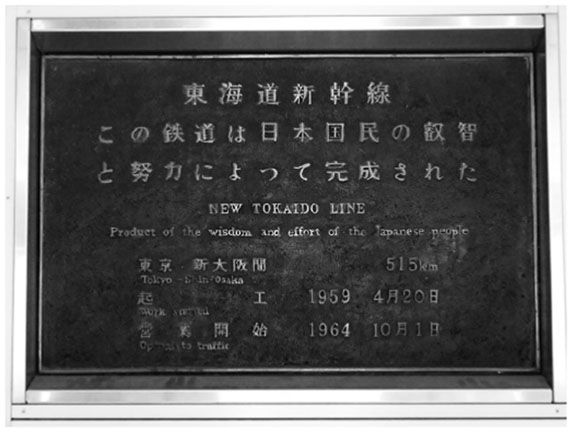 東海道新幹線
この鉄道は日本国民の叡智
と努力によって完成された
NEW TOKAIDO LINE
Product of the wisdom and effort of the Japanese people
東京・新大阪間 515km
Tokyo - Shin-Osaka
起工 1959 4月20日
Work started
営業開始 1964 10月1日
Opening to traffic